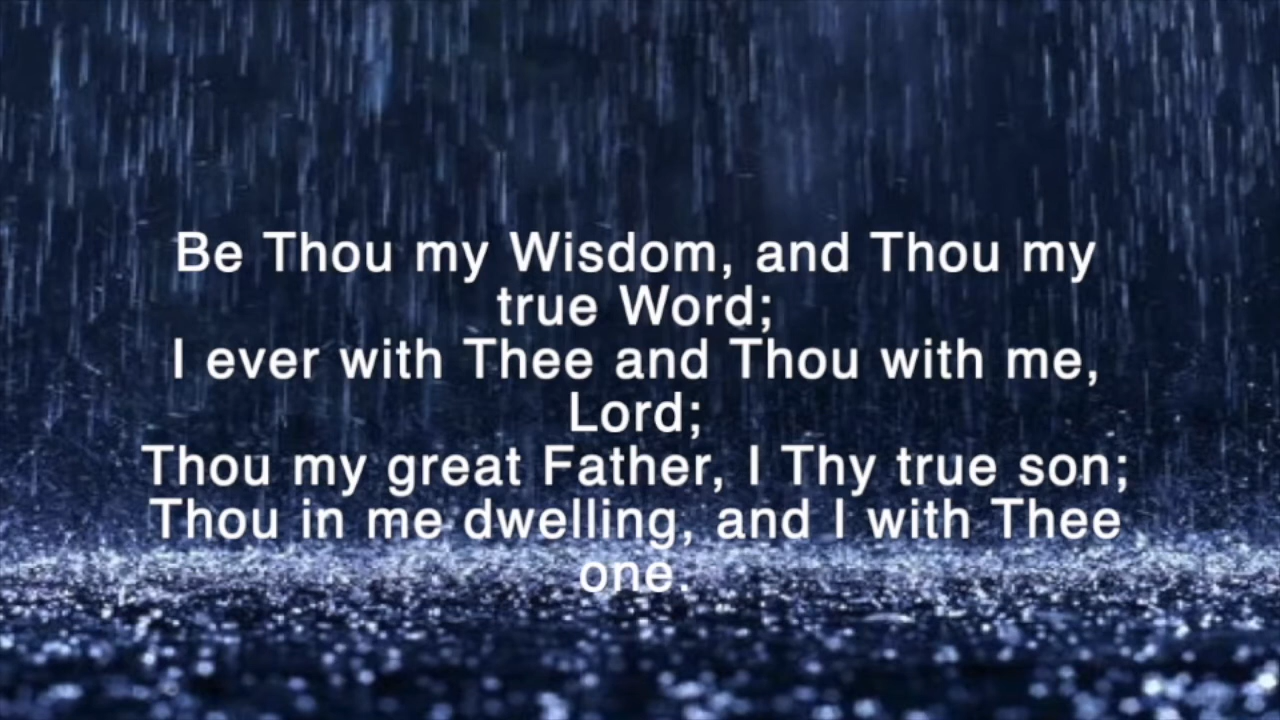 Be Thou my Wisdom, and Thou my
true Word;
I ever with Thee and Thou with me,
Lord;
Thou my great Father, I Thy true son;
Thou in me dwelling, and I with Thee
one.